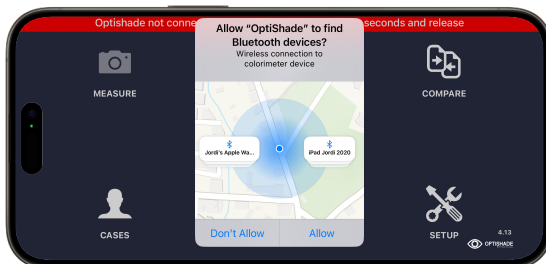 Optishade not conne
seconds and release
Allow “OptiShade” to find
Bluetooth devices?
Wireless connection to
colorimeter device
MEASURE
COMPARE
Jordi's Apple Wa...
iPad Jordi 2020
CASES
Don't Allow
Allow
SETUP
4.13
OPTISHADE